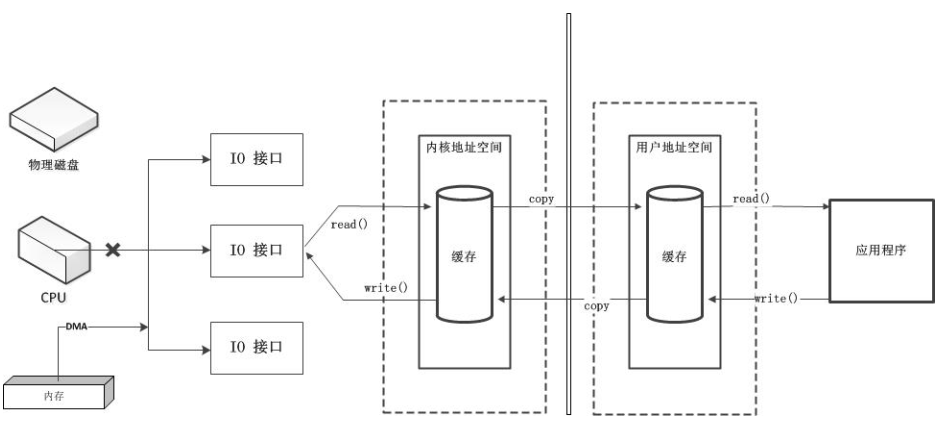 物理磁盘
CPU
DMA
内存
IO 接口
IO 接口
IO 接口
read()
write()
内核地址空间
缓存
copy
copy
用户地址空间
缓存
read()
write()
应用程序